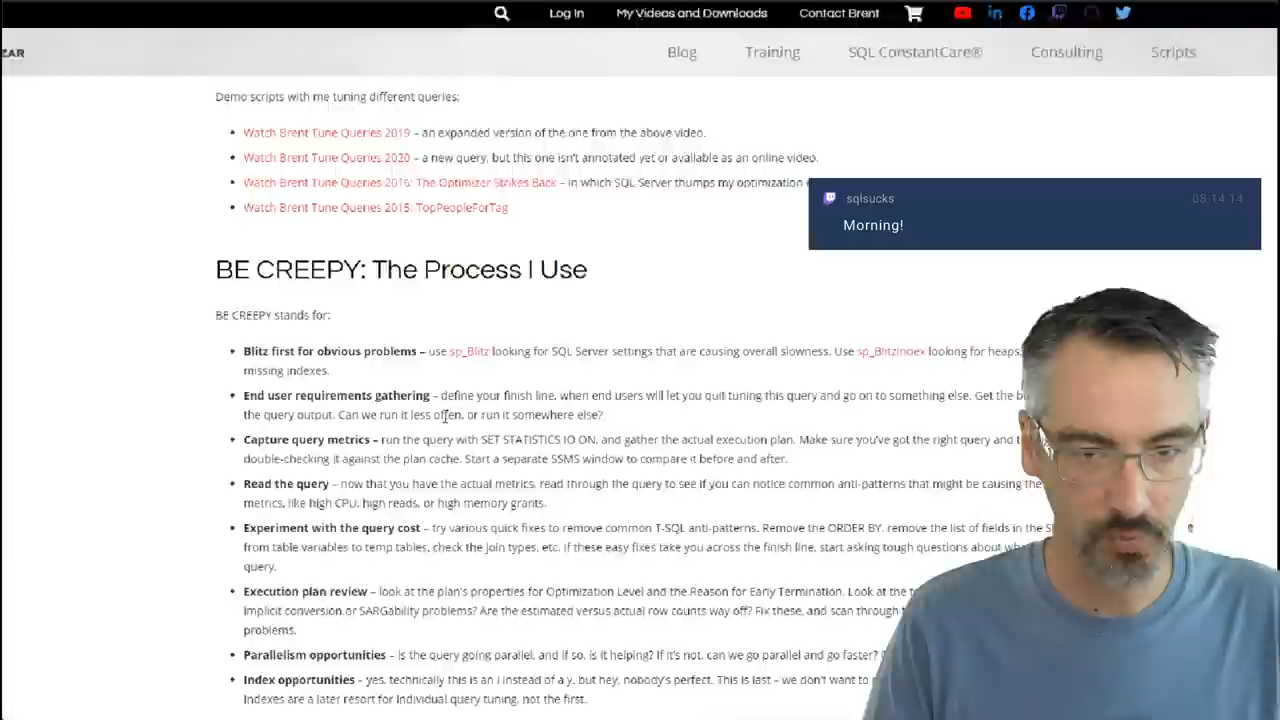 Log In My Videos and Downloads Contact Brent
ZAR Blog Training SQL ConstantCare® Consulting Scripts
Demo scripts with me tuning different queries:
• Watch Brent Tune Queries 2019 – an expanded version of the one from the above video.
• Watch Brent Tune Queries 2020 – a new query, but this one isn't annotated yet or available as an online video.
• Watch Brent Tune Queries 2016: The Optimizer Strikes Back – in which SQL Server thumps my optimization
• Watch Brent Tune Queries 2015: TopPeopleForTag
sqlsucks 08:14:14
Morning!
BE CREEPY: The Process I Use
BE CREEPY stands for:
• Blitz first for obvious problems – use sp_Blitz looking for SQL Server settings that are causing overall slowness. Use sp_BlitzIndex looking for heaps,
missing indexes.
• End user requirements gathering – define your finish line, when end users will let you quit tuning this query and go on to something else. Get the
the query output. Can we run it less often, or run it somewhere else?
• Capture query metrics – run the query with SET STATISTICS IO ON, and gather the actual execution plan. Make sure you've got the right query and
double-checking it against the plan cache. Start a separate SSMS window to compare it before and after.
• Read the query – now that you have the actual metrics, read through the query to see if you can notice common anti-patterns that might be causing the
metrics, like high CPU, high reads, or high memory grants.
• Experiment with the query cost – try various quick fixes to remove common T-SQL anti-patterns. Remove the ORDER BY, remove the list of fields in the
from table variables to temp tables, check the join types, etc. If these easy fixes take you across the finish line, start asking tough questions about
query.
• Execution plan review – look at the plan's properties for Optimization Level and the Reason for Early Termination. Look at the
implicit conversion or SARGability problems? Are the estimated versus actual row counts way off? Fix these, and scan through
problems.
• Parallelism opportunities – is the query going parallel, and if so, is it helping? If it's not, can we go parallel and go faster?
• Index opportunities – yes, technically this is an I instead of a y, but hey, nobody's perfect. This is last – we don't want to
indexes are a later resort for individual query tuning, not the first.